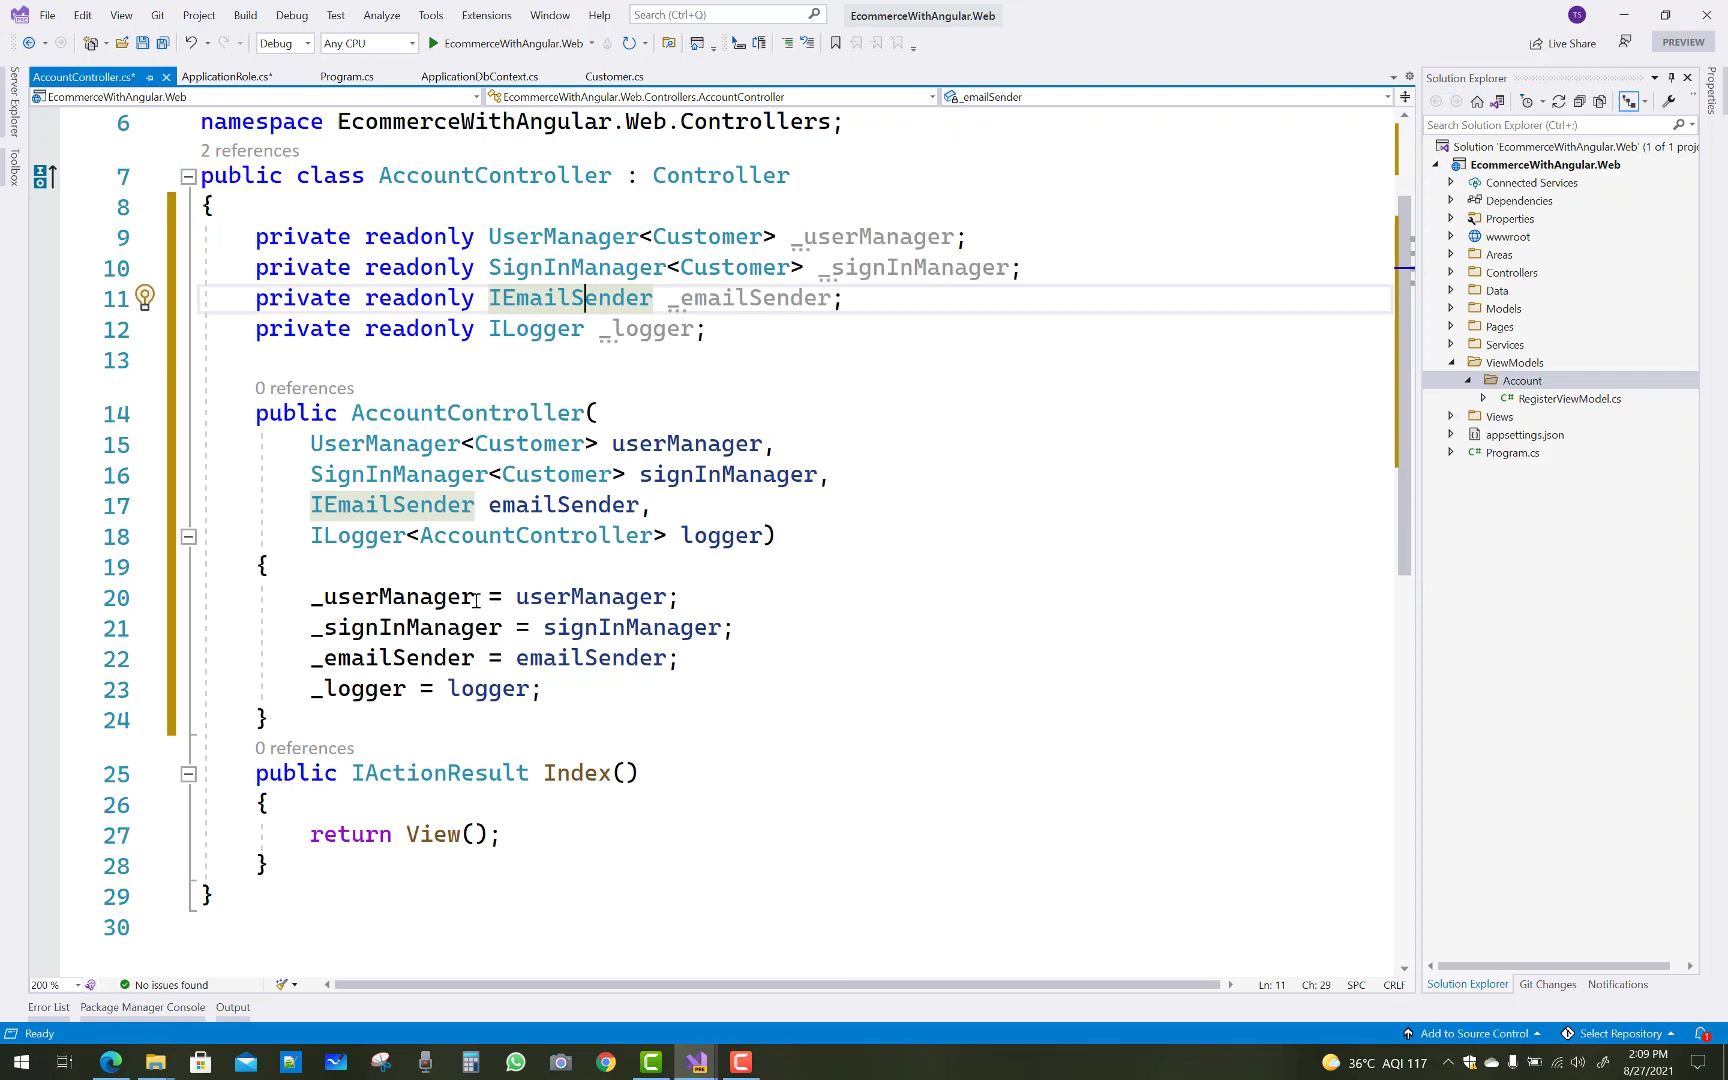 File Edit View Git Project Build Debug Test Analyze Tools Extensions Window Help Search (Ctrl+Q) EcommerceWithAngular.Web TS
Debug Any CPU EcommerceWithAngular.Web Live Share PREVIEW
AccountController.cs* ApplicationRole.cs* Program.cs ApplicationDbContext.cs Customer.cs
EcommerceWithAngular.Web EcommerceWithAngular.Web.Controllers.AccountController _emailSender
Server Explorer
Toolbox
6 namespace EcommerceWithAngular.Web.Controllers;
2 references
7 public class AccountController : Controller
8 {
9 private readonly UserManager<Customer> _userManager;
10 private readonly SignInManager<Customer> _signInManager;
11 private readonly IEmailSender _emailSender;
12 private readonly ILogger _logger;
13
0 references
14 public AccountController(
15 UserManager<Customer> userManager,
16 SignInManager<Customer> signInManager,
17 IEmailSender emailSender,
18 ILogger<AccountController> logger)
19 {
20 _userManager = userManager;
21 _signInManager = signInManager;
22 _emailSender = emailSender;
23 _logger = logger;
24 }
0 references
25 public IActionResult Index()
26 {
27 return View();
28 }
29 }
30
200 % No issues found Ln: 11 Ch: 29 SPC CRLF
Solution Explorer
Search Solution Explorer (Ctrl+;)
Solution 'EcommerceWithAngular.Web' (1 of 1 proje
EcommerceWithAngular.Web
Connected Services
Dependencies
Properties
wwwroot
Areas
Controllers
Data
Models
Pages
Services
ViewModels
Account
C# RegisterViewModel.cs
Views
appsettings.json
C# Program.cs
Solution Explorer Git Changes Notifications
Properties
Error List Package Manager Console Output
Ready Add to Source Control Select Repository 1
36°C AQI 117 2:09 PM
8/27/2021